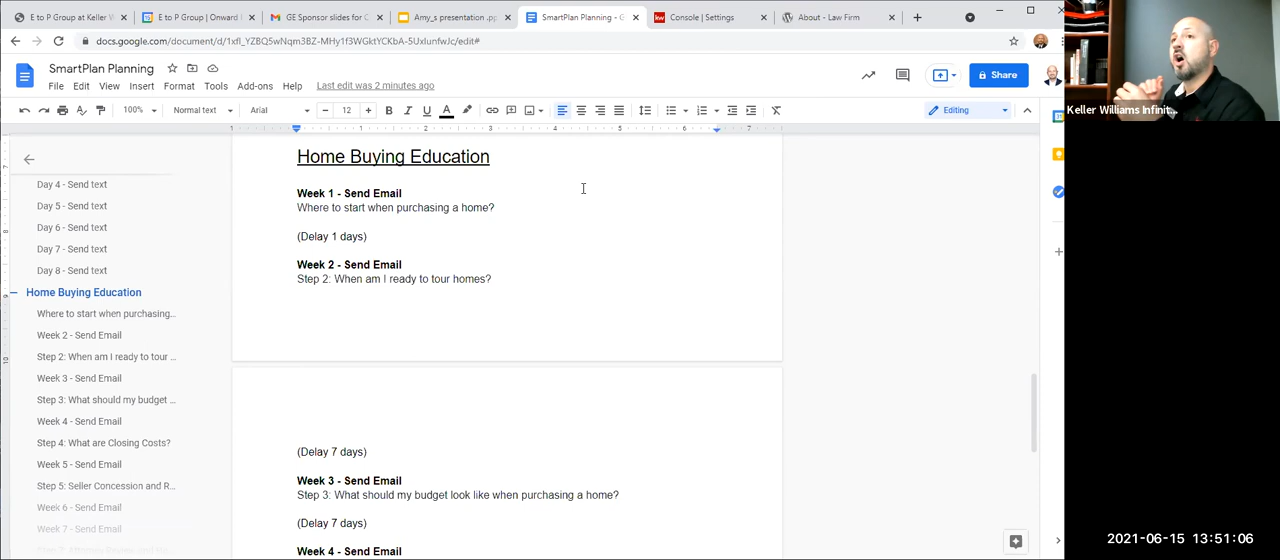 E to P Group at Keller W
E to P Group | Onward
GE Sponsor slides for C
Amy_s presentation .pp
SmartPlan Planning - G
Console | Settings
About - Law Firm
docs.google.com/document/d/1xfl_YZBQ5wNqm3BZ-MHy1f3WGktYCKbA-5UxIunfwJc/edit#
SmartPlan Planning
File Edit View Insert Format Tools Add-ons Help Last edit was 2 minutes ago
Share
100% Normal text Arial 12 B I U A Editing
Keller Williams Infinit...
1 1 2 3 4 5 6 7
Day 4 - Send text
Day 5 - Send text
Day 6 - Send text
Day 7 - Send text
Day 8 - Send text
Home Buying Education
Where to start when purchasing...
Week 2 - Send Email
Step 2: When am I ready to tour ...
Week 3 - Send Email
Step 3: What should my budget ...
Week 4 - Send Email
Step 4: What are Closing Costs?
Week 5 - Send Email
Step 5: Seller Concession and R...
Week 6 - Send Email
Week 7 - Send Email
Home Buying Education
Week 1 - Send Email
Where to start when purchasing a home?
(Delay 1 days)
Week 2 - Send Email
Step 2: When am I ready to tour homes?
(Delay 7 days)
Week 3 - Send Email
Step 3: What should my budget look like when purchasing a home?
(Delay 7 days)
Week 4 - Send Email
2021-06-15 13:51:06